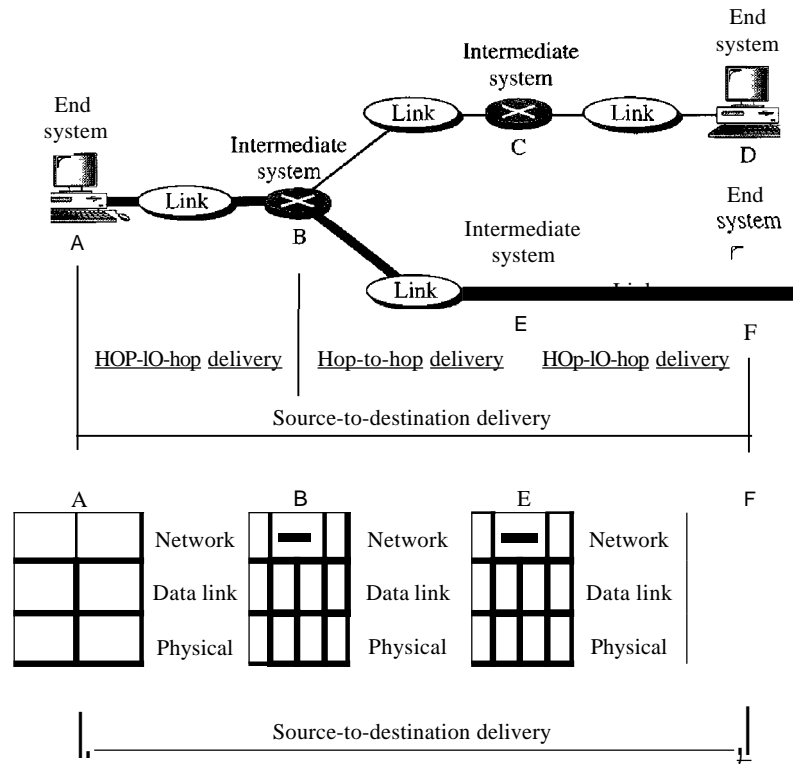 End
system
Intermediate
system
Link
Link
C
D
End
system
Intermediate
system
Link
A
B
End
system
Intermediate
system
Link
Link
E
F
HOP-lO-hop delivery
Hop-to-hop delivery
HOp-lO-hop delivery
Source-to-destination delivery
A
B
E
F
Network
Network
Network
Data link
Data link
Data link
Physical
Physical
Physical
Source-to-destination delivery